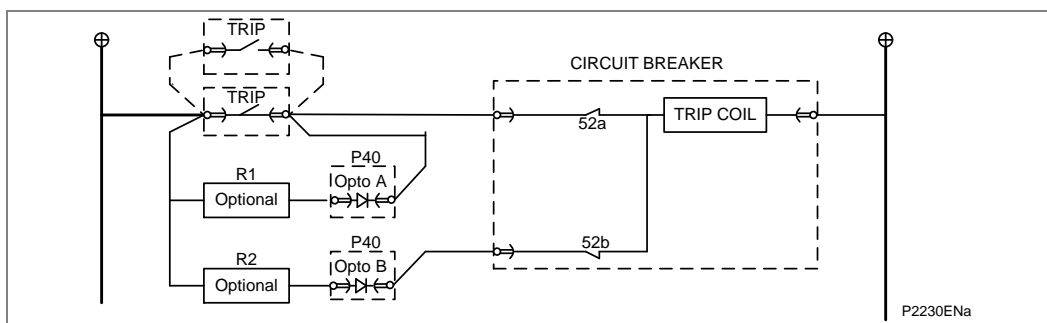 TRIP
CIRCUIT BREAKER
TRIP
52a
TRIP COIL
R1
Optional
P40
Opto A
52b
R2
Optional
P40
Opto B
P2230ENa